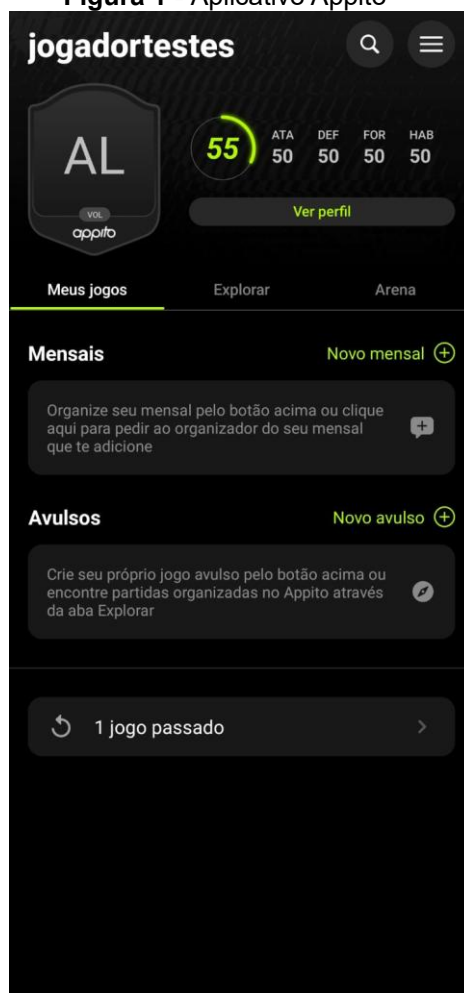 Figura 1 - Aplicativo Appito
jogadortestes
AL
VOL
appito
55
ATA DEF FOR HAB
50 50 50 50
Ver perfil
Meus jogos Explorar Arena
Mensais Novo mensal
Organize seu mensal pelo botão acima ou clique
aqui para pedir ao organizador do seu mensal
que te adicione
Avulsos Novo avulso
Crie seu próprio jogo avulso pelo botão acima ou
encontre partidas organizadas no Appito através
da aba Explorar
1 jogo passado